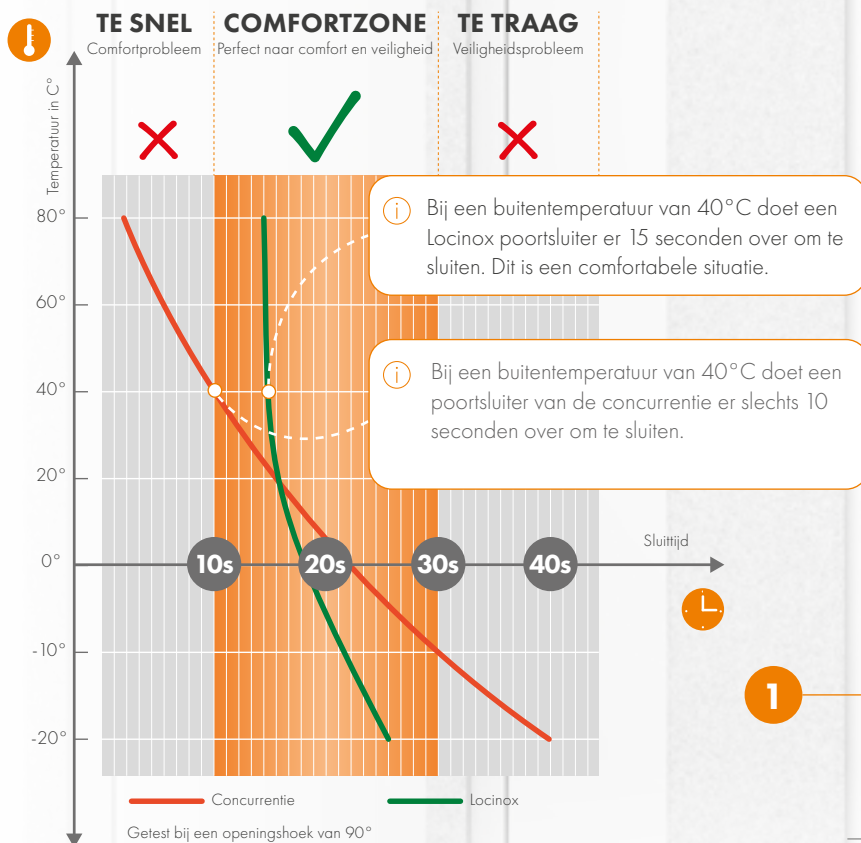 TE SNEL
Comfortprobleem
COMFORTZONE
Perfect naar comfort en veiligheid
TE TRAAG
Veiligheidsprobleem
Temperatuur in C°
80°
60°
40°
20°
0°
-10°
-20°
i
Bij een buitentemperatuur van 40°C doet een
Locinox poortsluiter er 15 seconden over om te
sluiten. Dit is een comfortabele situatie.
i
Bij een buitentemperatuur van 40°C doet een
poortsluiter van de concurrentie er slechts 10
seconden over om te sluiten.
10s
20s
30s
40s
Sluittijd
1
Concurrentie
Locinox
Getest bij een openingshoek van 90°